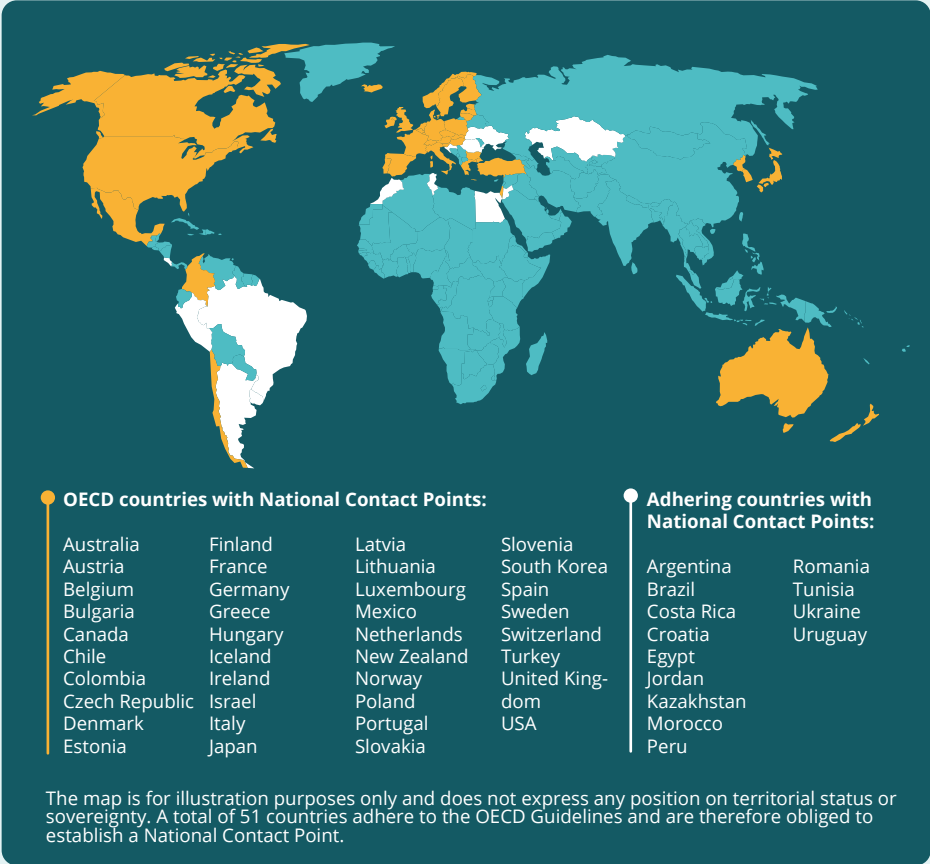 OECD countries with National Contact Points:
Australia
Austria
Belgium
Bulgaria
Canada
Chile
Colombia
Czech Republic
Denmark
Estonia
Finland
France
Germany
Greece
Hungary
Iceland
Ireland
Israel
Italy
Japan
Latvia
Lithuania
Luxembourg
Mexico
Netherlands
New Zealand
Norway
Poland
Portugal
Slovakia
Slovenia
South Korea
Spain
Sweden
Switzerland
Turkey
United King-
dom
USA
Adhering countries with
National Contact Points:
Argentina
Brazil
Costa Rica
Croatia
Egypt
Jordan
Kazakhstan
Morocco
Peru
Romania
Tunisia
Ukraine
Uruguay
The map is for illustration purposes only and does not express any position on territorial status or
sovereignty. A total of 51 countries adhere to the OECD Guidelines and are therefore obliged to
establish a National Contact Point.